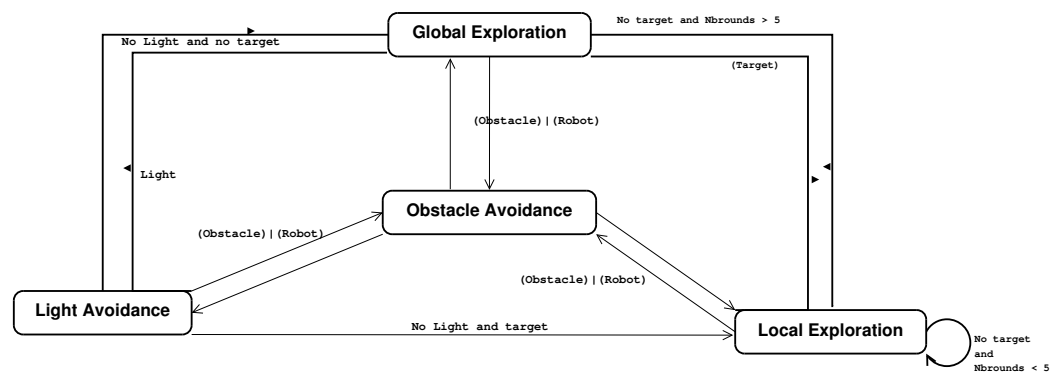 No target and Nbrounds > 5
Global Exploration
No Light and no target
(Target)
(Obstacle)|(Robot)
Light
Obstacle Avoidance
(Obstacle)|(Robot)
(Obstacle)|(Robot)
Light Avoidance
No Light and target
Local Exploration
No target
and
Nbrounds < 5